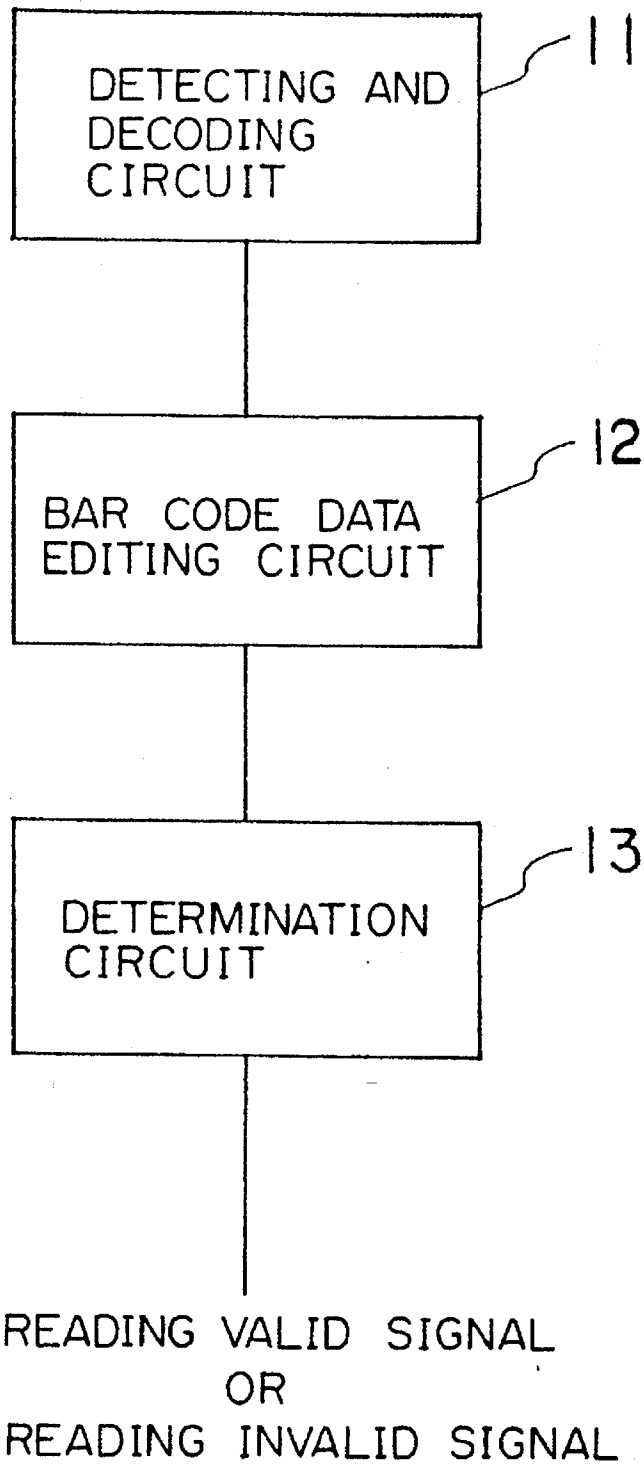 11
DETECTING AND
DECODING
CIRCUIT
12
BAR CODE DATA
EDITING CIRCUIT
13
DETERMINATION
CIRCUIT
READING VALID SIGNAL
OR
READING INVALID SIGNAL